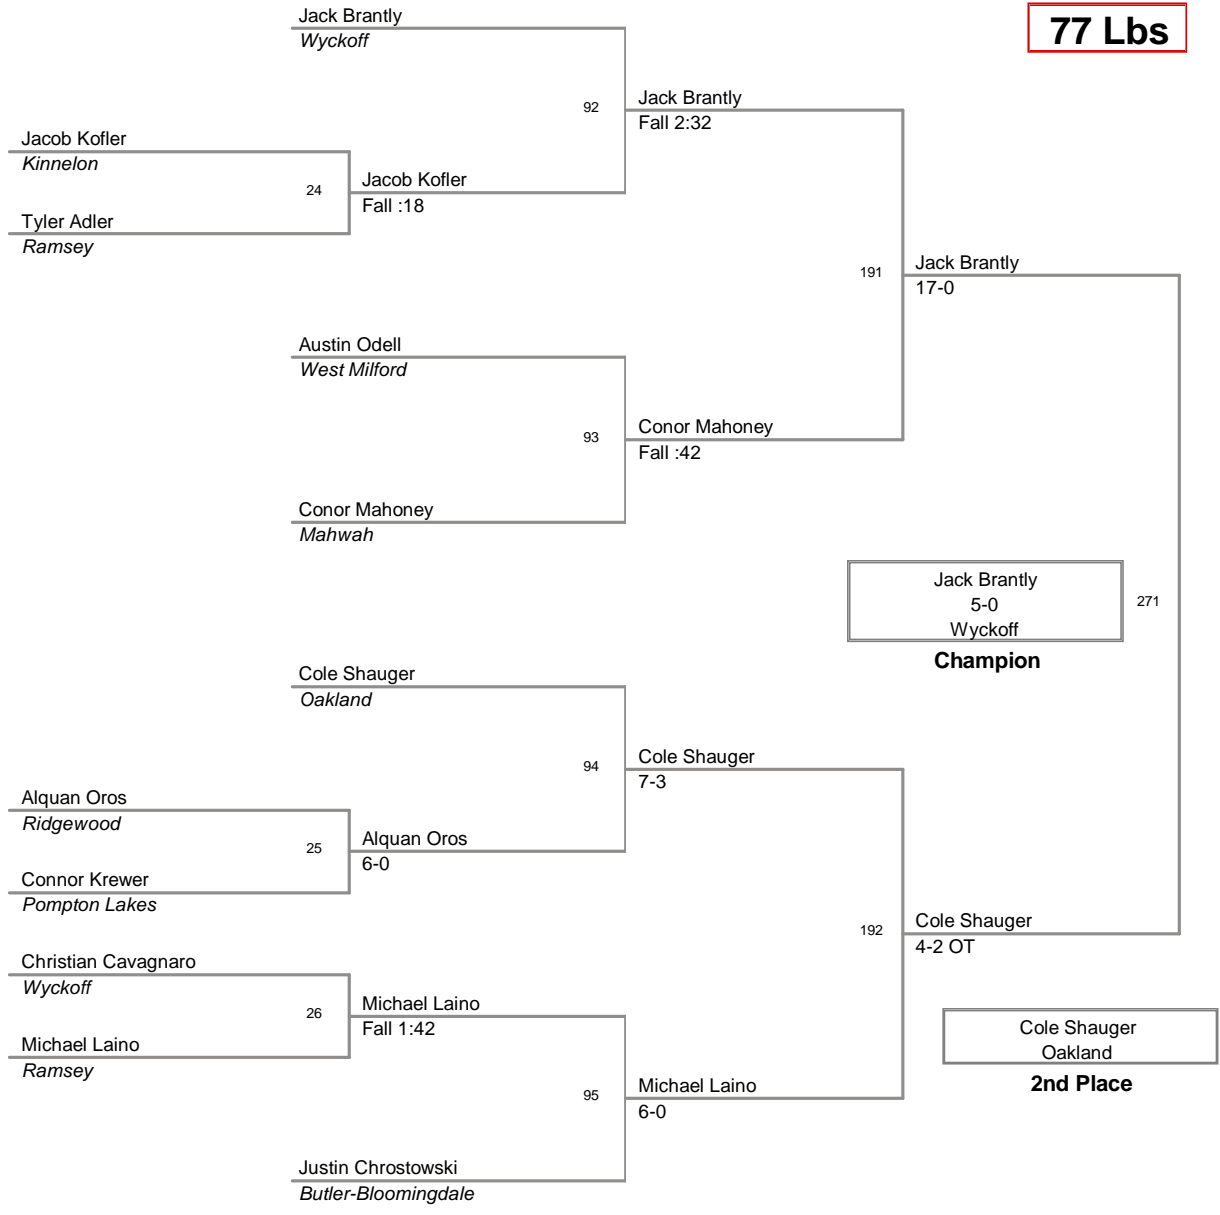 77 Lbs
Jack Brantly
Wyckoff
92
Jack Brantly
Fall 2:32
Jacob Kofler
Kinnelon
24
Jacob Kofler
Fall :18
Tyler Adler
Ramsey
191
Jack Brantly
17-0
Austin Odell
West Milford
93
Conor Mahoney
Fall :42
Conor Mahoney
Mahwah
Jack Brantly
5-0
Wyckoff
Champion
271
Cole Shauger
Oakland
94
Cole Shauger
7-3
Alquan Oros
Ridgewood
25
Alquan Oros
6-0
Connor Krewer
Pompton Lakes
192
Cole Shauger
4-2 OT
Christian Cavagnaro
Wyckoff
26
Michael Laino
Fall 1:42
Michael Laino
Ramsey
Cole Shauger
Oakland
2nd Place
95
Michael Laino
6-0
Justin Chrostowski
Butler-Bloomingdale